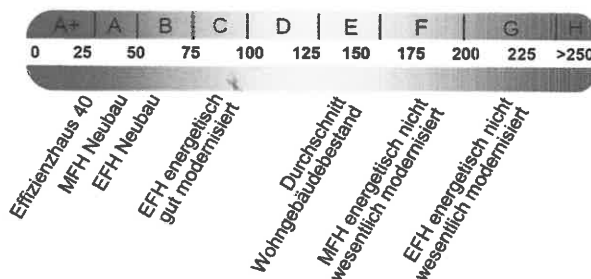 A+ A B C D E F G H
0 25 50 75 100 125 150 175 200 225 >250
Effizienzhaus 40
MFH Neubau
EFH Neubau
EFH energetisch
gut modernisiert
Durchschnitt
Wohngebäudebestand
MFH energetisch nicht
wesentlich modernisiert
EFH energetisch nicht
wesentlich modernisiert